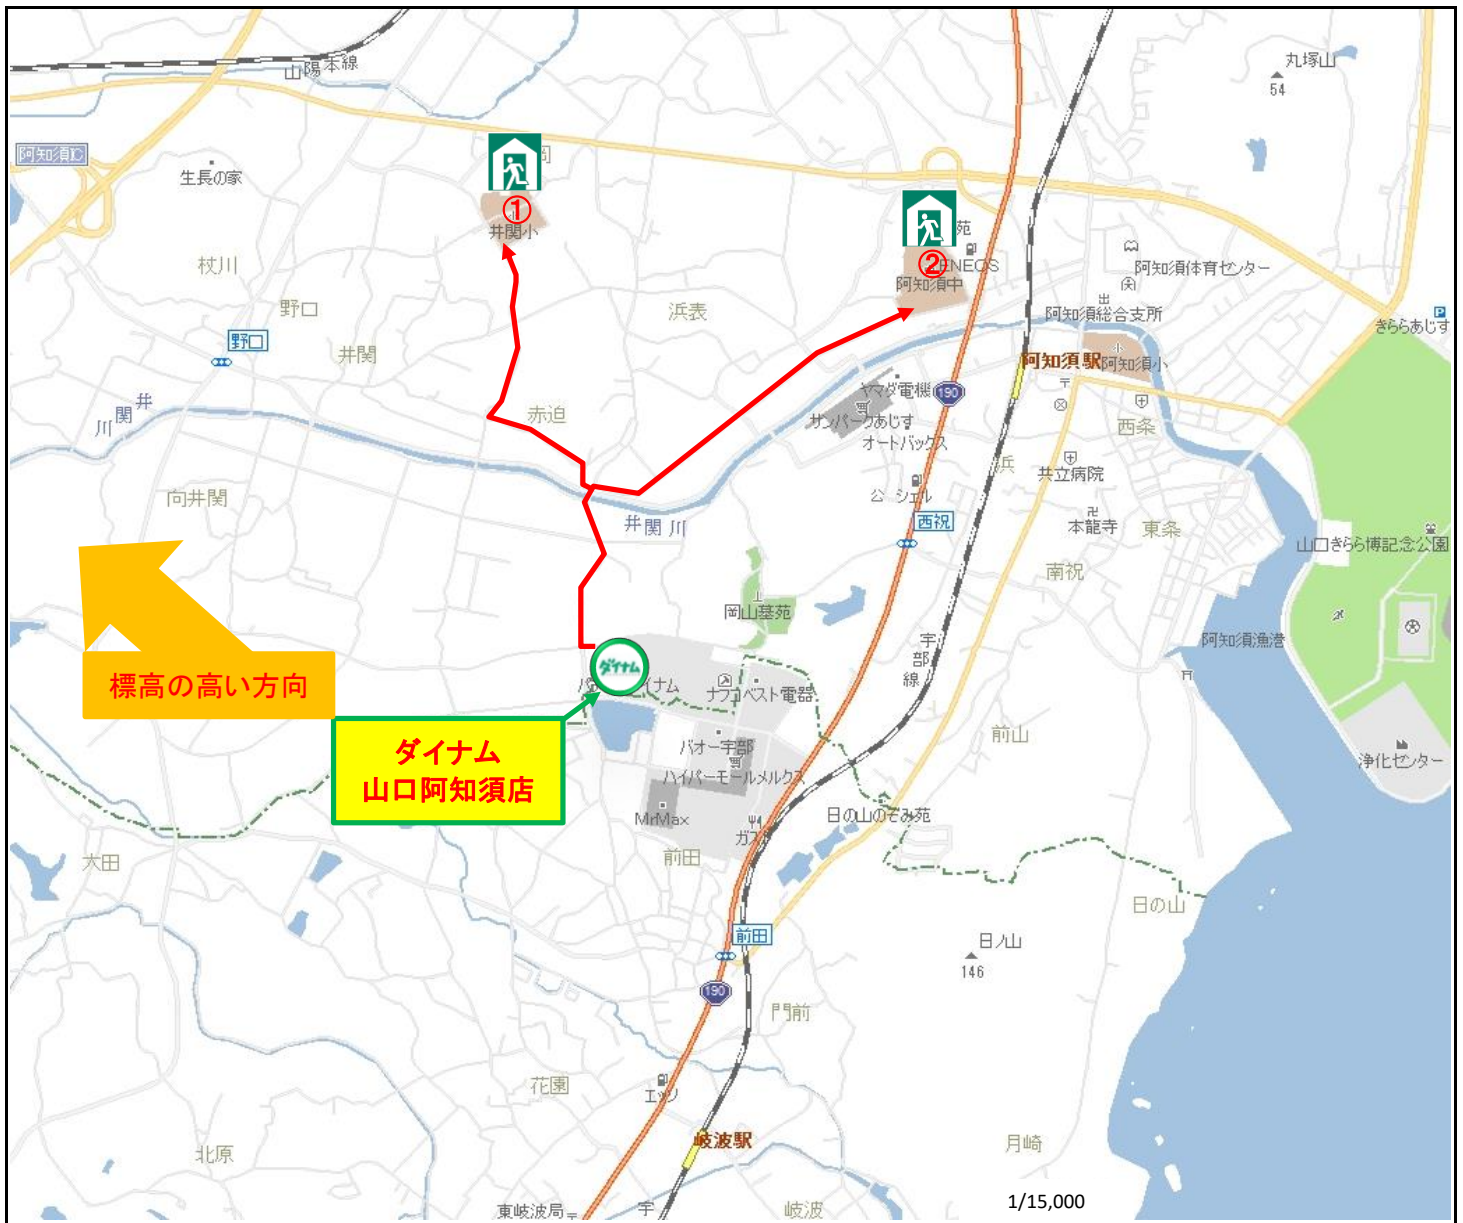 山陽本線
丸塚山
54
阿知須IC
生長の家
①
井関小
苑
ENEOS
②
阿知須中
阿知須体育センター
阿知須総合支所
きららあじす
杖川
野口
野口
井関
浜表
阿知須駅
阿知須小
ヤマダ電機
190
サンパークあじす
オートバックス
井関川
赤迫
西条
浜
共立病院
シェル
向井関
井関川
西祝
本龍寺
東条
山口きらら博記念公園
南祝
岡山墓苑
阿知須漁港
宇部線
標高の高い方向
ダイナム
イナム
ナフコ
ベスト電器
ダイナム
山口阿知須店
バオー宇部
ハイパーモールメルクス
前山
浄化センター
MrMax
ガスト
日の山のぞみ苑
大田
前田
日の山
前田
日ノ山
146
190
門前
花園
エッソ
岐波駅
北原
月崎
東岐波局
宇
岐波
1/15,000